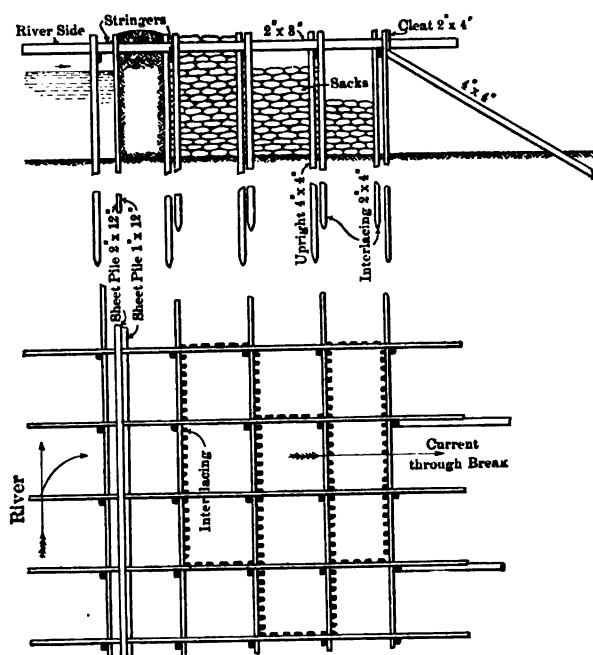 River Side
Stringers
2" x 8"
Cleat 2" x 4"
Sacks
4" x 4"
Sheet Pile 2" x 12"
Sheet Pile 1" x 12"
Upright 4" x 4"
Interlacing 2" x 4"
River
Interlacing
Current
through Break